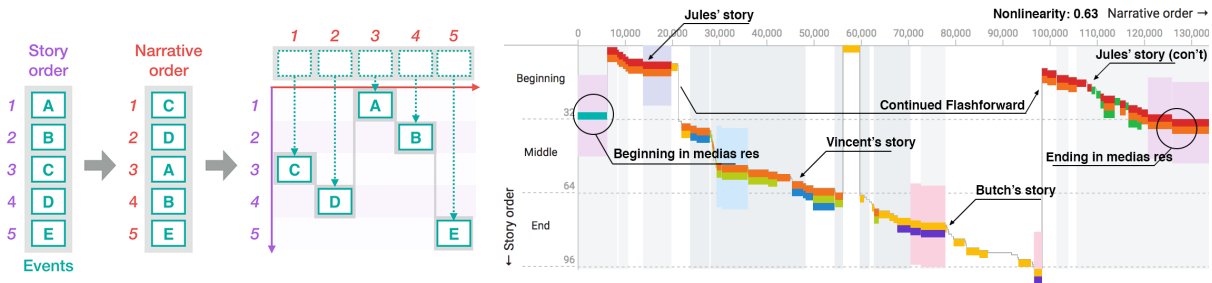 Story
order
Narrative
order
1 A
2 B
3 C
4 D
5 E
Events
1 C
2 D
3 A
4 B
5 E
1 2 3 4 5
1 A
2 B
3 C
4 D
5 E
Nonlinearity: 0.63 Narrative order →
0 10,000 20,000 30,000 40,000 50,000 60,000 70,000 80,000 90,000 100,000 110,000 120,000 130,000
Jules' story
Jules' story (con't)
Beginning
Continued Flashforward
32
Middle
Beginning in medias res
Vincent's story
Ending in medias res
64
Butch's story
End
96
← Story order